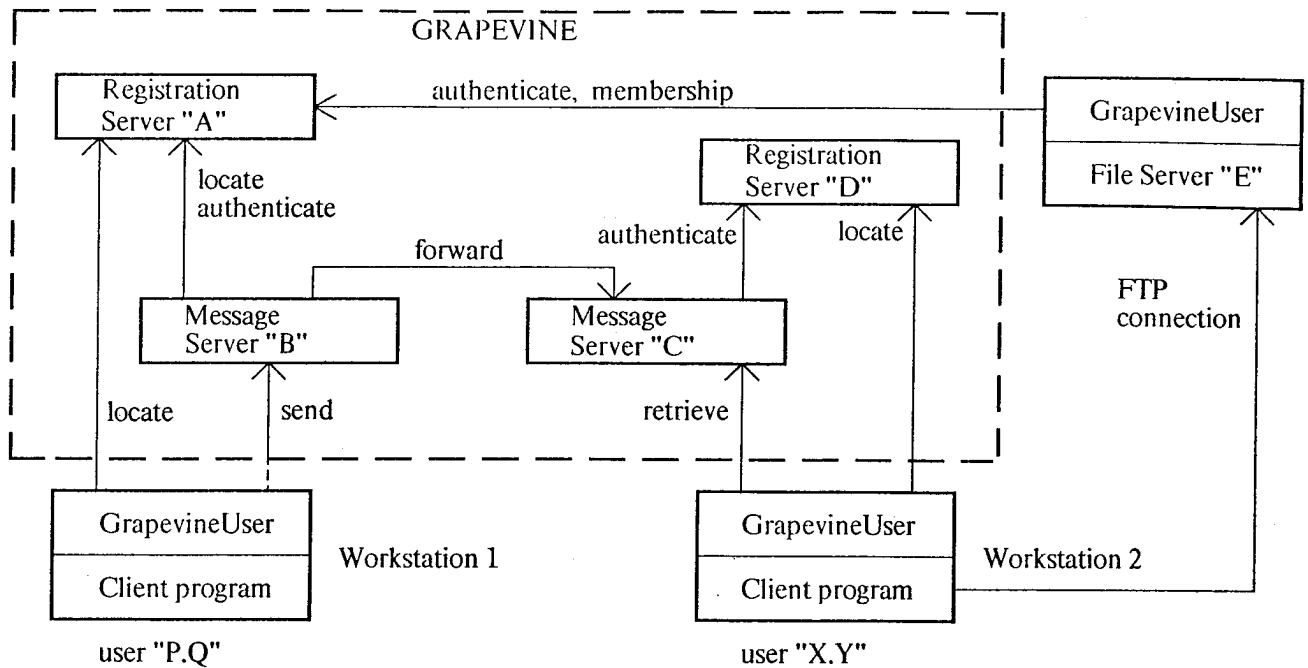 GRAPEVINE
Registration
Server "A"
authenticate, membership
GrapevineUser
File Server "E"
Registration
Server "D"
locate
authenticate
authenticate
locate
forward
FTP
connection
Message
Server "B"
Message
Server "C"
locate
send
retrieve
GrapevineUser
Client program
Workstation 1
user "P.Q"
GrapevineUser
Client program
Workstation 2
user "X.Y"